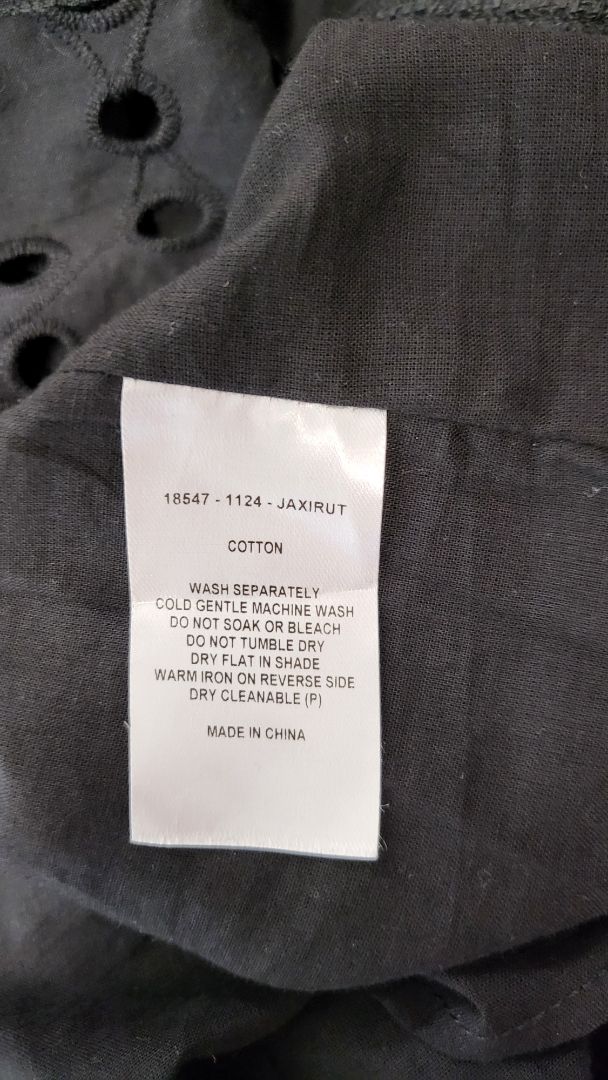 18547 - 1124 - JAXIRUT
COTTON
WASH SEPARATELY
COLD GENTLE MACHINE WASH
DO NOT SOAK OR BLEACH
DO NOT TUMBLE DRY
DRY FLAT IN SHADE
WARM IRON ON REVERSE SIDE
DRY CLEANABLE (P)
MADE IN CHINA